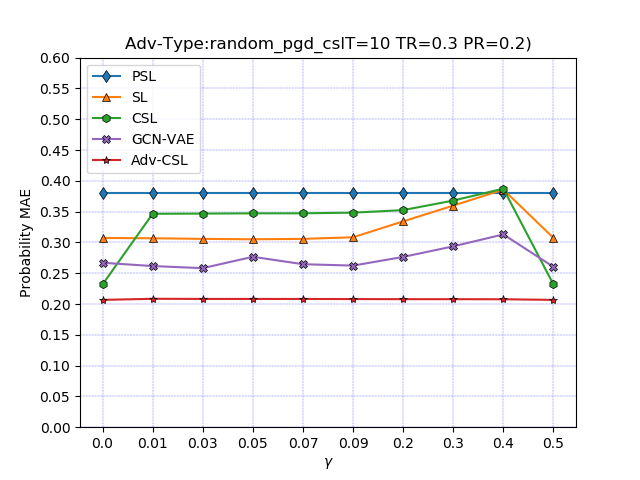 Adv-Type:random_pgd_cslT=10 TR=0.3 PR=0.2)
PSL
SL
CSL
GCN-VAE
Adv-CSL
Probability MAE
0.60
0.55
0.50
0.45
0.40
0.35
0.30
0.25
0.20
0.15
0.10
0.05
0.00
0.0 0.01 0.03 0.05 0.07 0.09 0.2 0.3 0.4 0.5
γ